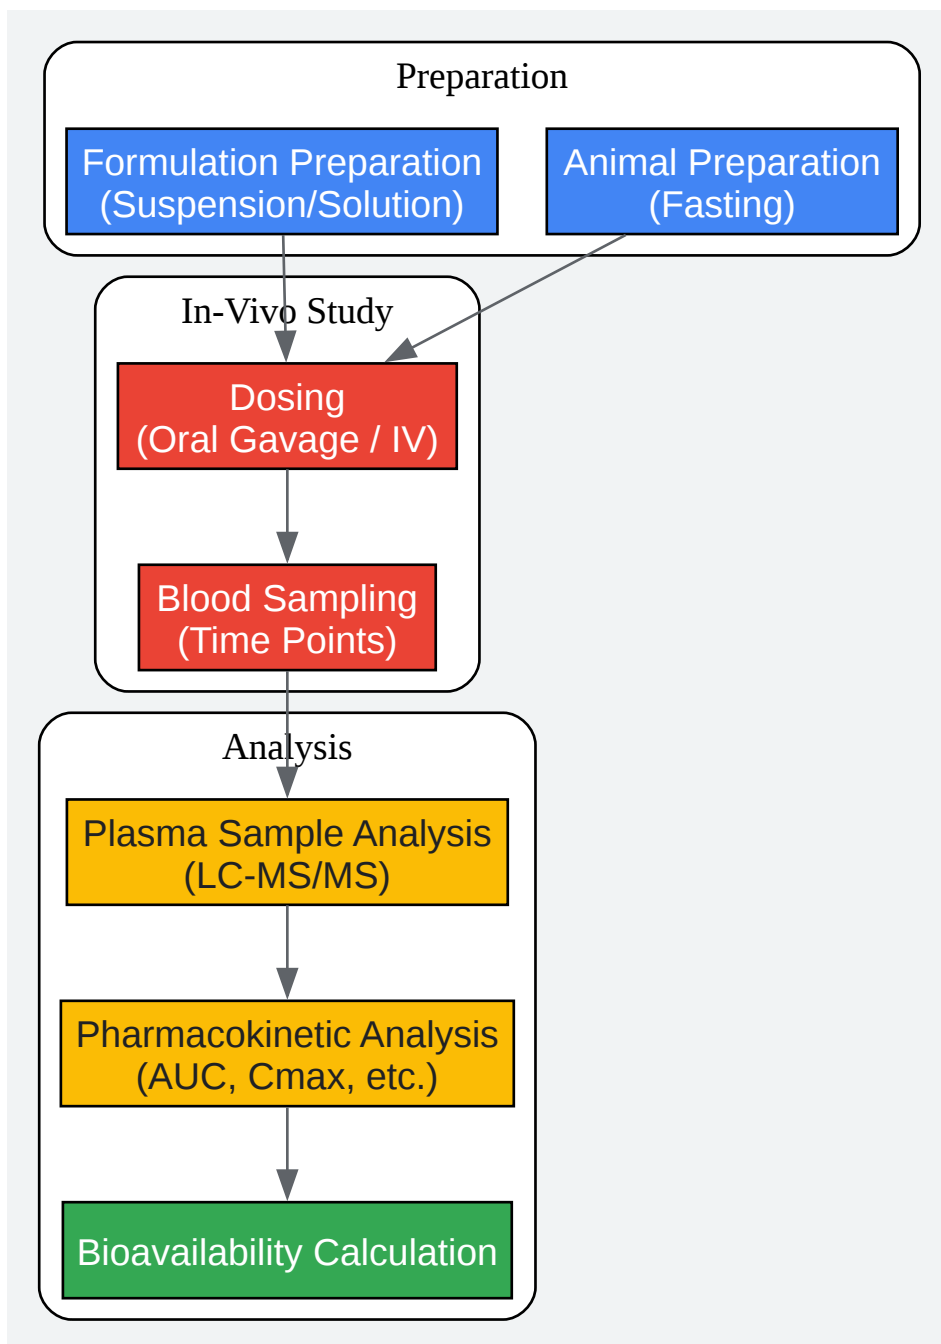 Preparation
Formulation Preparation
(Suspension/Solution)
Animal Preparation
(Fasting)
In-Vivo Study
Dosing
(Oral Gavage / IV)
Blood Sampling
(Time Points)
Analysis
Plasma Sample Analysis
(LC-MS/MS)
Pharmacokinetic Analysis
(AUC, Cmax, etc.)
Bioavailability Calculation